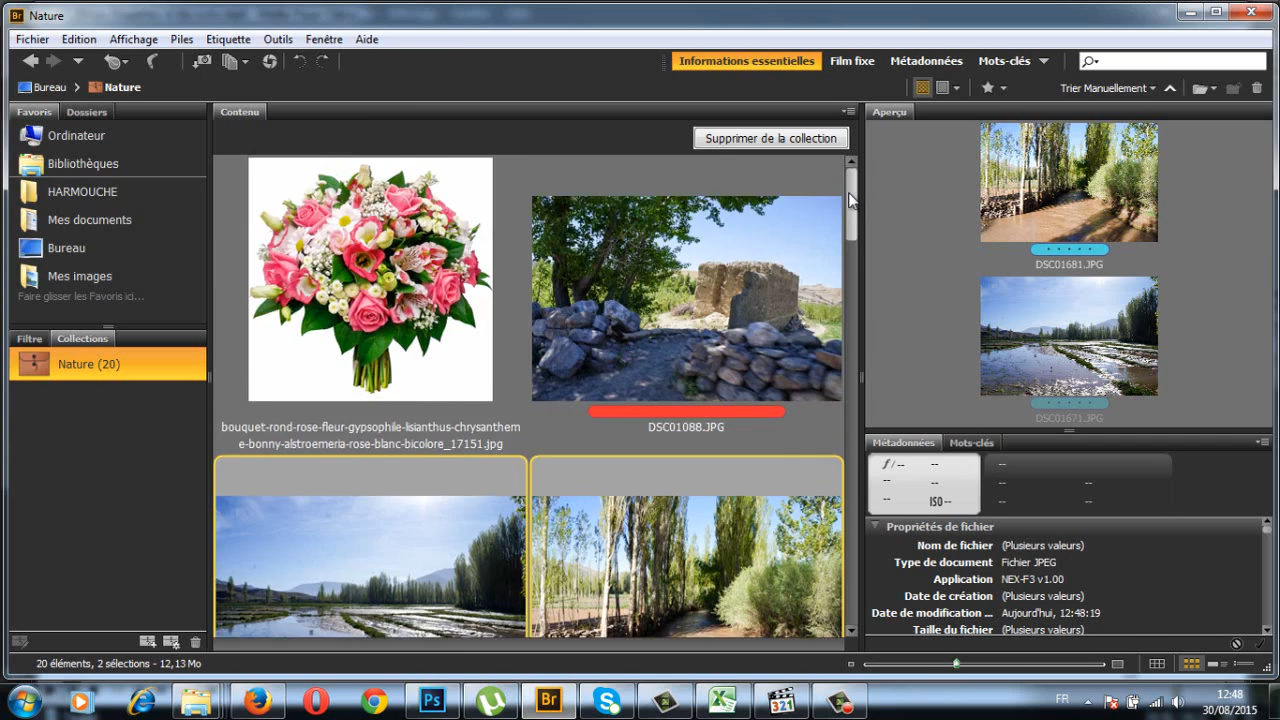 Br Nature
Fichier Edition Affichage Piles Etiquette Outils Fenêtre Aide
Informations essentielles Film fixe Métadonnées Mots-clés
Bureau Nature Trier Manuellement
Favoris Dossiers Contenu Aperçu
Ordinateur
Bibliothèques
HARMOUCHE
Mes documents
Bureau
Mes images
Faire glisser les Favoris ici...
Filtre Collections
Nature (20)
Supprimer de la collection
bouquet-rond-rose-fleur-gypsophile-lisianthus-chrysanthem
e-bonny-alstroemeria-rose-blanc-bicolore_17151.jpg
DSC01088.JPG
DSC01681.JPG
DSC01671.JPG
Métadonnées Mots-clés
f/-- -- --
-- -- -- --
-- ISO -- -- --
Propriétés de fichier
Nom de fichier (Plusieurs valeurs)
Type de document Fichier JPEG
Application NEX-F3 v1.00
Date de création (Plusieurs valeurs)
Date de modification ... Aujourd'hui, 12:48:19
Taille du fichier (Plusieurs valeurs)
20 éléments, 2 sélections - 12,13 Mo
Ps Br 321 FR 12:48
30/08/2015